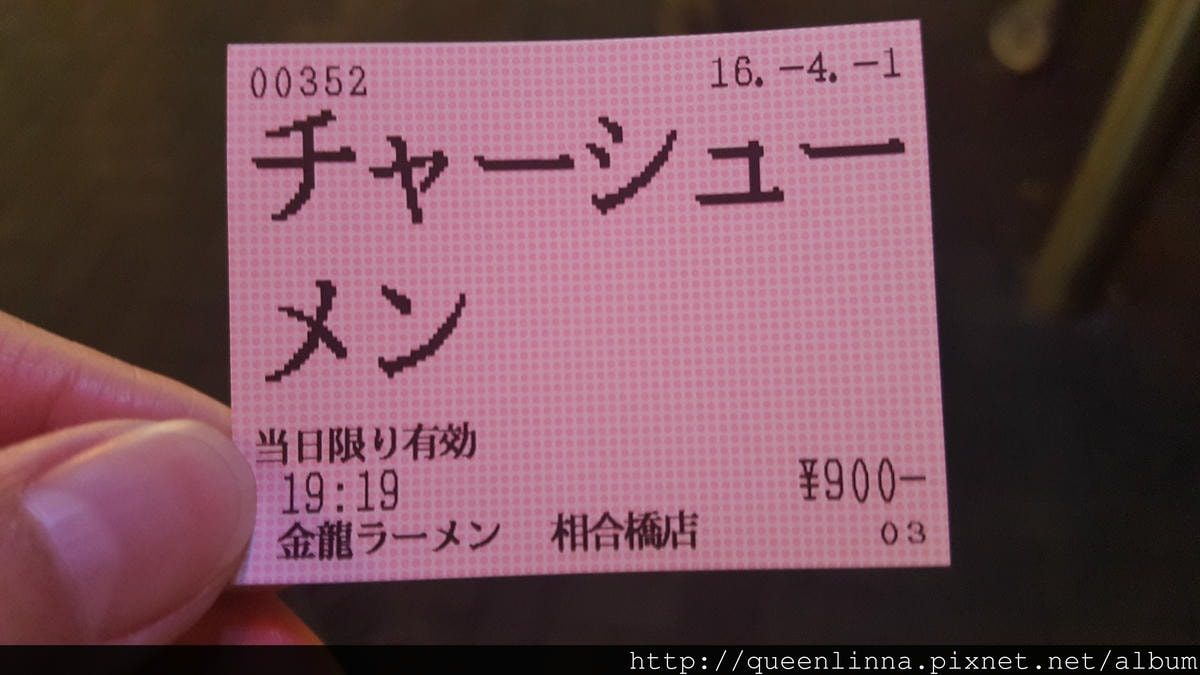 00352 16.-4.-1
チャーシュー
メン
当日限り有効
19:19 ¥900-
金龍ラーメン 相合橋店 03
http://queenlinna.pixnet.net/album